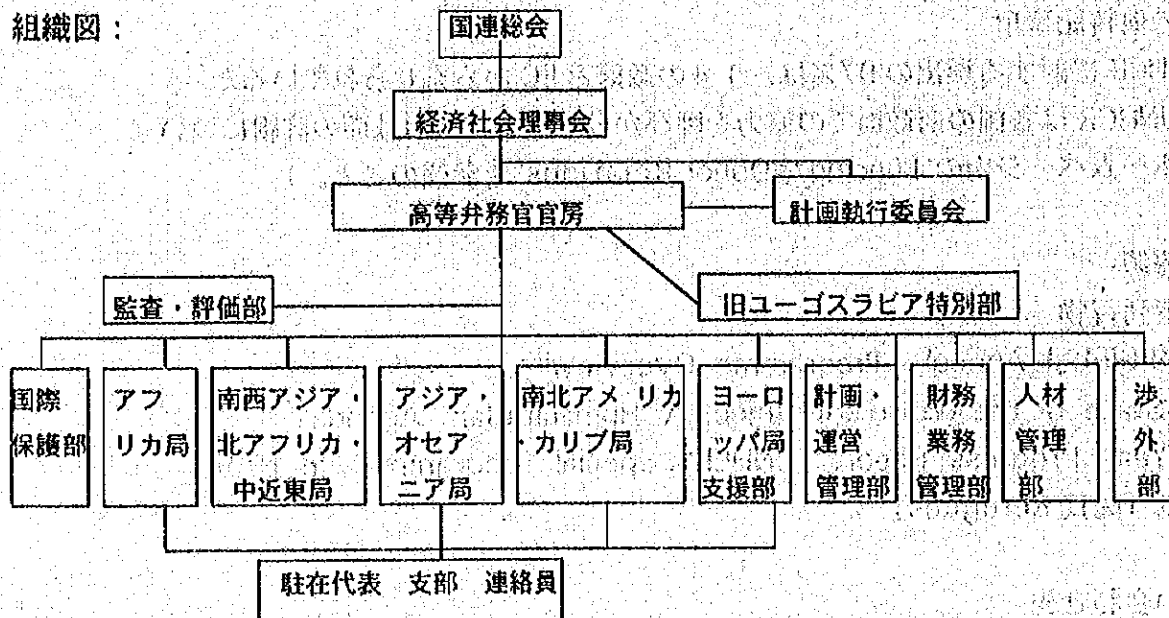 組織図：
国連総会
経済社会理事会
高等弁務官官房
計画執行委員会
監査・評価部
旧ユーゴスラビア特別部
国際
保護部
アフ
リカ局
南西アジア・
北アフリカ・
中近東局
アジア・
オセア
ニア局
南北アメ リカ
・カリブ局
ヨーロ
ッパ局
支援部
計画・
運営
管理部
財務
業務
管理部
人材
管理
部
渉
外
部
駐在代表 支部 連絡員